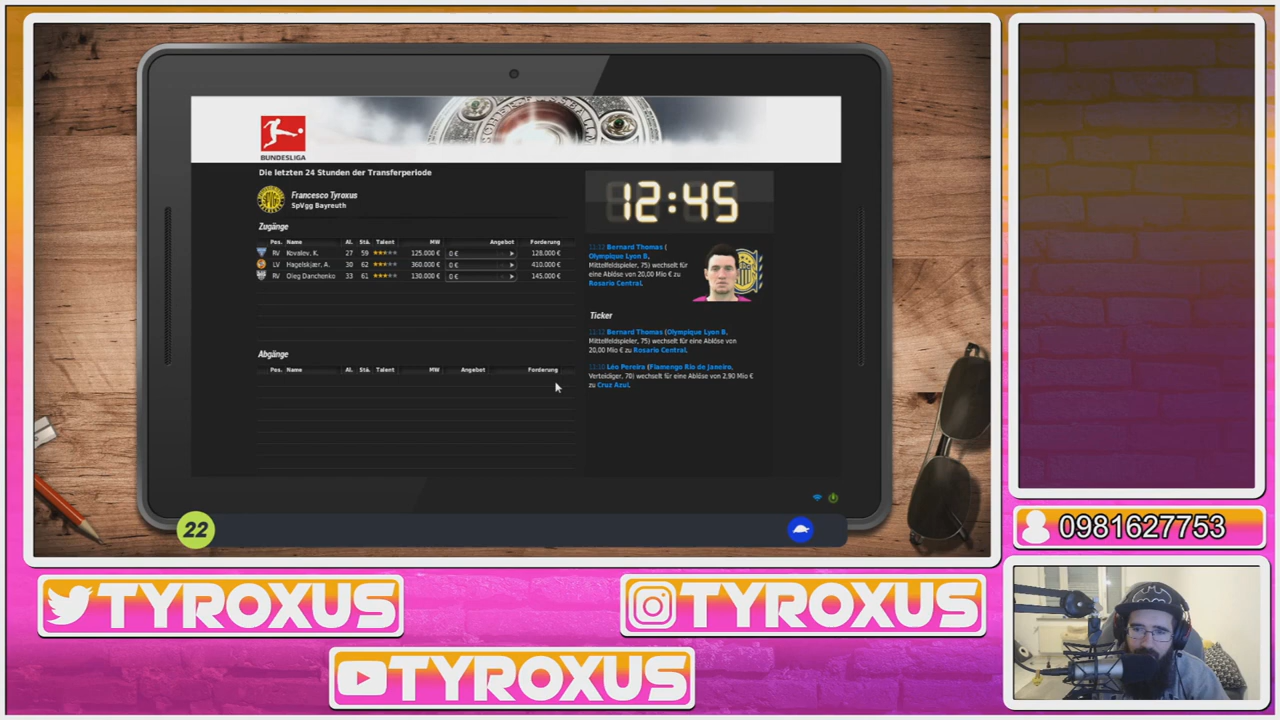 BUNDESLIGA
Die letzten 24 Stunden der Transferperiode
Francesco Tyroxus
SpVgg Bayreuth
Zugänge
Pos. Name Al. Stä. Talent MW Angebot Forderung
RV Kovalev, K. 27 59 125.000 € 0 € 128.000 €
LV Hagelskjær, A. 30 62 360.000 € 0 € 410.000 €
RV Oleg Danchenko 33 61 130.000 € 0 € 145.000 €
Abgänge
Pos. Name Al. Stä. Talent MW Angebot Forderung
12:45
12:12 Bernard Thomas (
Olympique Lyon B,
Mittelfeldspieler, 75) wechselt für
eine Ablöse von 20,00 Mio € zu
Rosario Central.
Ticker
12:12 Bernard Thomas (Olympique Lyon B,
Mittelfeldspieler, 75) wechselt für eine Ablöse von
20,00 Mio € zu Rosario Central.
Léo Pereira (Flamengo Rio de Janeiro,
Verteidiger, 70) wechselt für eine Ablöse von 2,90 Mio €
zu Cruz Azul.
22
0981627753
TYROXUS
TYROXUS
TYROXUS